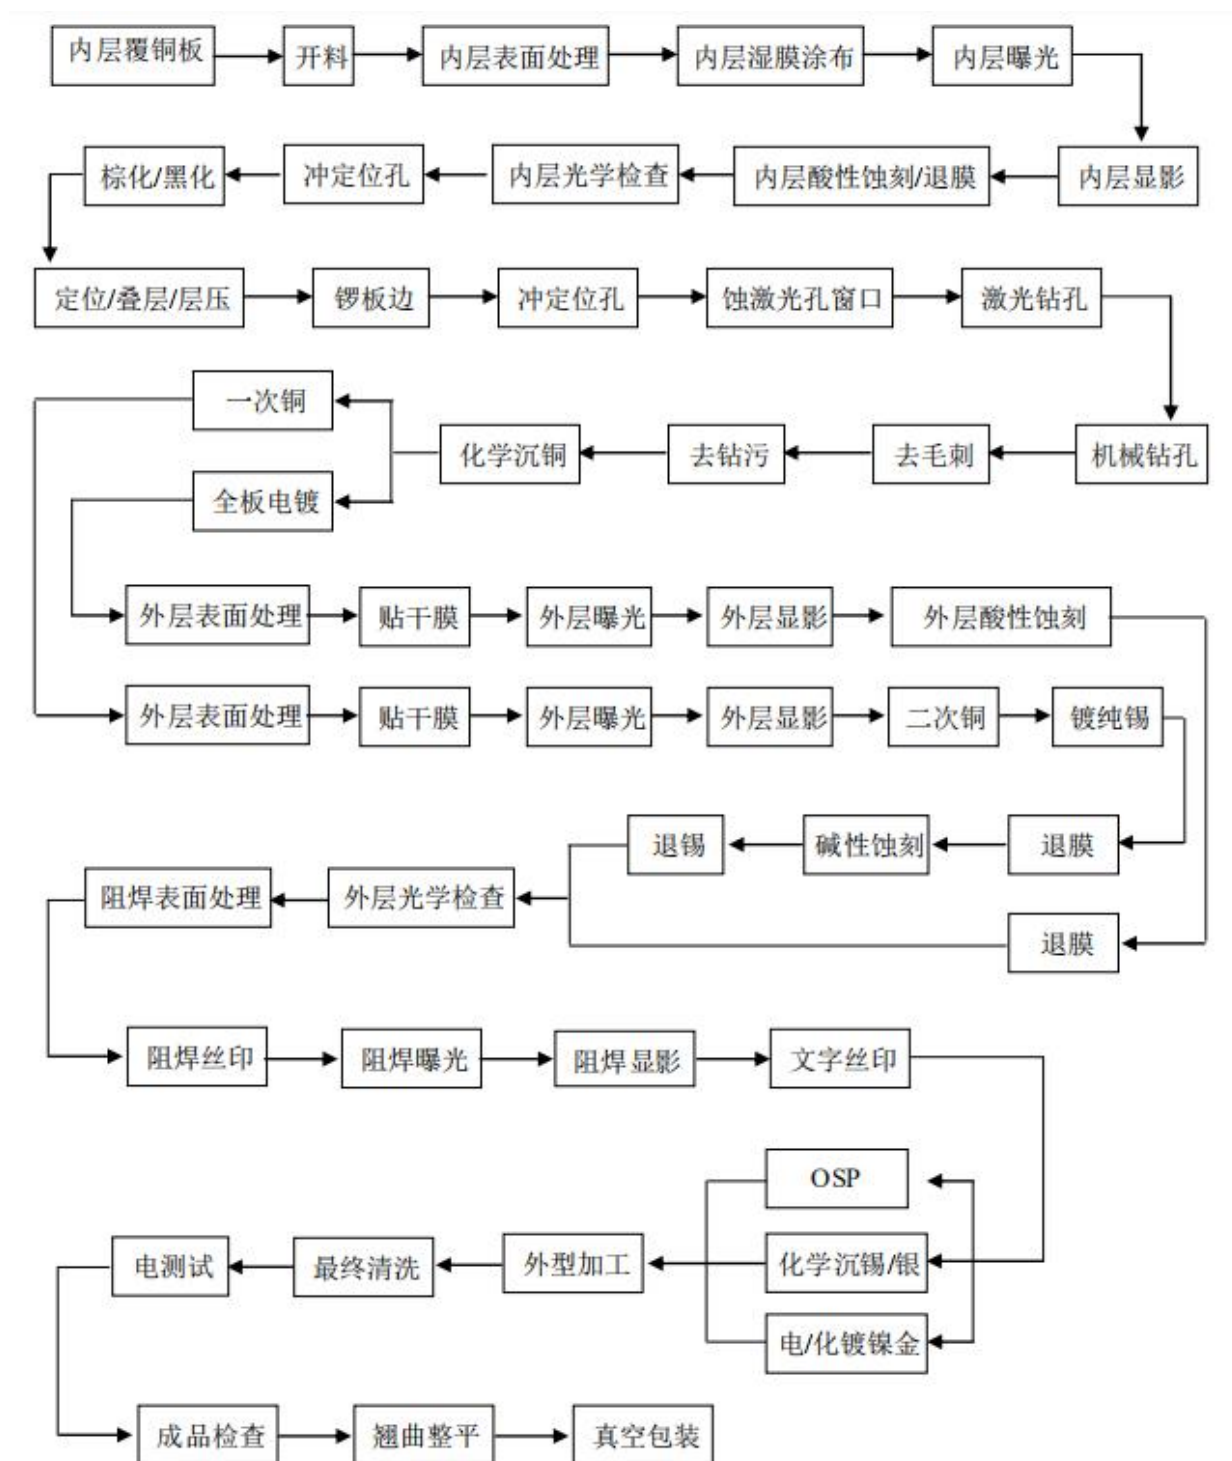 内层覆铜板 开料 内层表面处理 内层湿膜涂布 内层曝光
棕化/黑化 冲定位孔 内层光学检查 内层酸性蚀刻/退膜 内层显影
定位/叠层/层压 锣板边 冲定位孔 蚀激光孔窗口 激光钻孔
一次铜
化学沉铜 去钻污 去毛刺 机械钻孔
全板电镀
外层表面处理 贴干膜 外层曝光 外层显影 外层酸性蚀刻
外层表面处理 贴干膜 外层曝光 外层显影 二次铜 镀纯锡
退锡 碱性蚀刻 退膜
阻焊表面处理 外层光学检查
退膜
阻焊丝印 阻焊曝光 阻焊显影 文字丝印
OSP
电测试 最终清洗 外型加工 化学沉锡/银
电/化镀镍金
成品检查 翘曲整平 真空包装